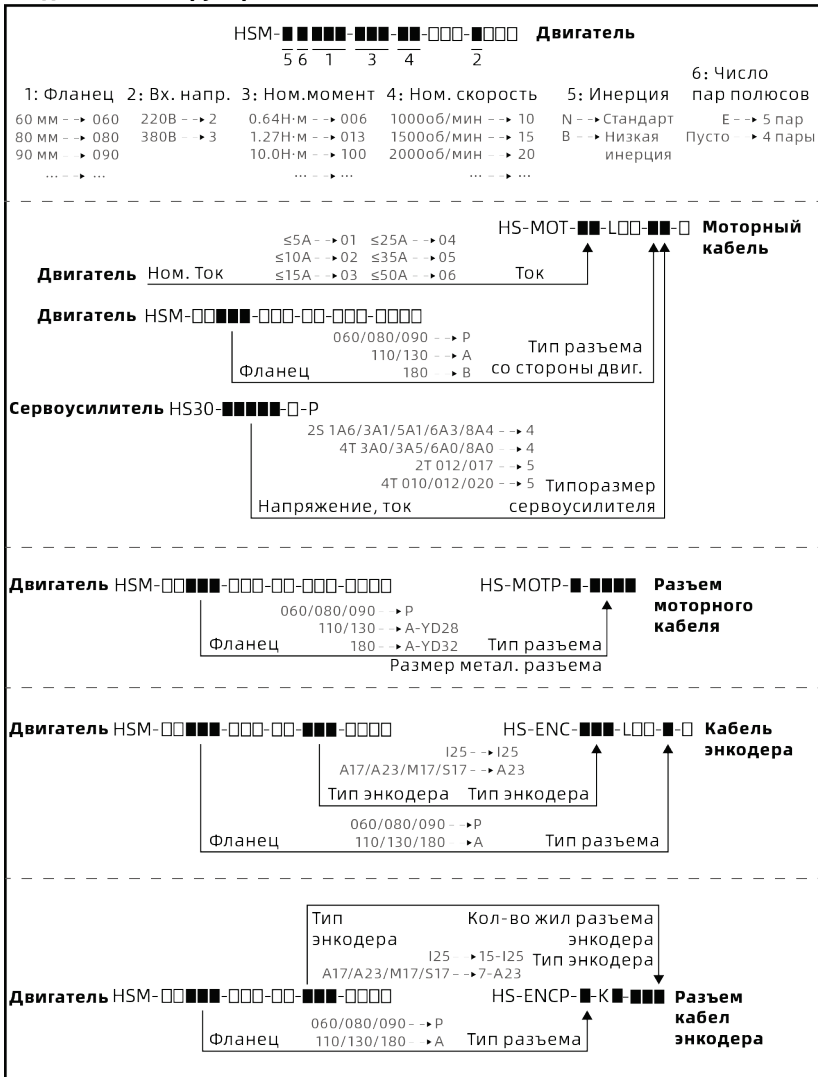 HSM-■■■■■-■■■-■■-□□□-■□□□ Двигатель
5 6 1 3 4 2
1: Фланец 2: Вх. напр. 3: Ном.момент 4: Ном. скорость 5: Инерция 6: Число пар полюсов
60 мм --► 060 220В --► 2 0.64Н·м --► 006 1000об/мин --► 10 N --► Стандарт E --► 5 пар
80 мм --► 080 380В --► 3 1.27Н·м --► 013 1500об/мин --► 15 B --► Низкая Пусто --► 4 пары
90 мм --► 090 10.0Н·м --► 100 2000об/мин --► 20 инерция
... --► ... ... --► ... ... --► ...
HS-MOT-■■-L□□-■■-□ Моторный
кабель
≤5A --► 01 ≤25A --► 04
≤10A --► 02 ≤35A --► 05
Двигатель Ном. Ток ≤15A --► 03 ≤50A --► 06 Ток
Двигатель HSM-□□■■■-□□□-□□-□□□-□□□□
060/080/090 --► P
110/130 --► A Тип разъема
Фланец 180 --► B со стороны двиг.
Сервоусилитель HS30-■■■■■-□-P
2S 1A6/3A1/5A1/6A3/8A4 --► 4
4T 3A0/3A5/6A0/8A0 --► 4
2T 012/017 --► 5
4T 010/012/020 --► 5 Типоразмер
Напряжение, ток сервоусилителя
Двигатель HSM-□□■■■-□□□-□□-□□□-□□□□ HS-MOTP-■-■■■■ Разъем
моторного
кабеля
060/080/090 --► P
110/130 --► A-YD28
Фланец 180 --► A-YD32 Тип разъема
Размер метал. разъема
Двигатель HSM-□□■■■-□□□-□□-■■■-□□□□ HS-ENC-■■■-L□□-■-□ Кабель
энкодера
I25 --► I25
A17/A23/M17/S17 --► A23
Тип энкодера Тип энкодера
060/080/090 --► P
Фланец 110/130/180 --► A Тип разъема
Тип Кол-во жил разъема
энкодера энкодера
I25 --► 15-I25 Тип энкодера
A17/A23/M17/S17 --► 7-A23
Двигатель HSM-□□■■■-□□□-□□-■■■-□□□□ HS-ENCP-■-K■-■■■ Разъем
кабел
энкодера
060/080/090 --► P
Фланец 110/130/180 --► A Тип разъема